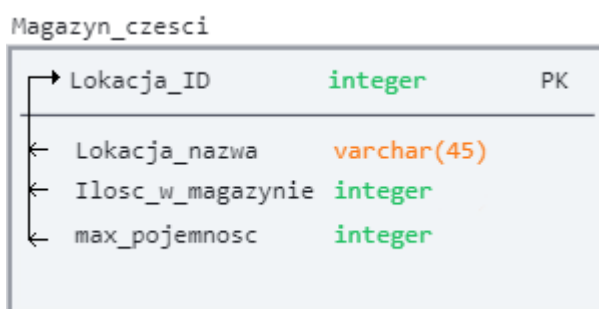 Magazyn_czesci
Lokacja_ID integer PK
Lokacja_nazwa varchar(45)
Ilosc_w_magazynie integer
max_pojemnosc integer